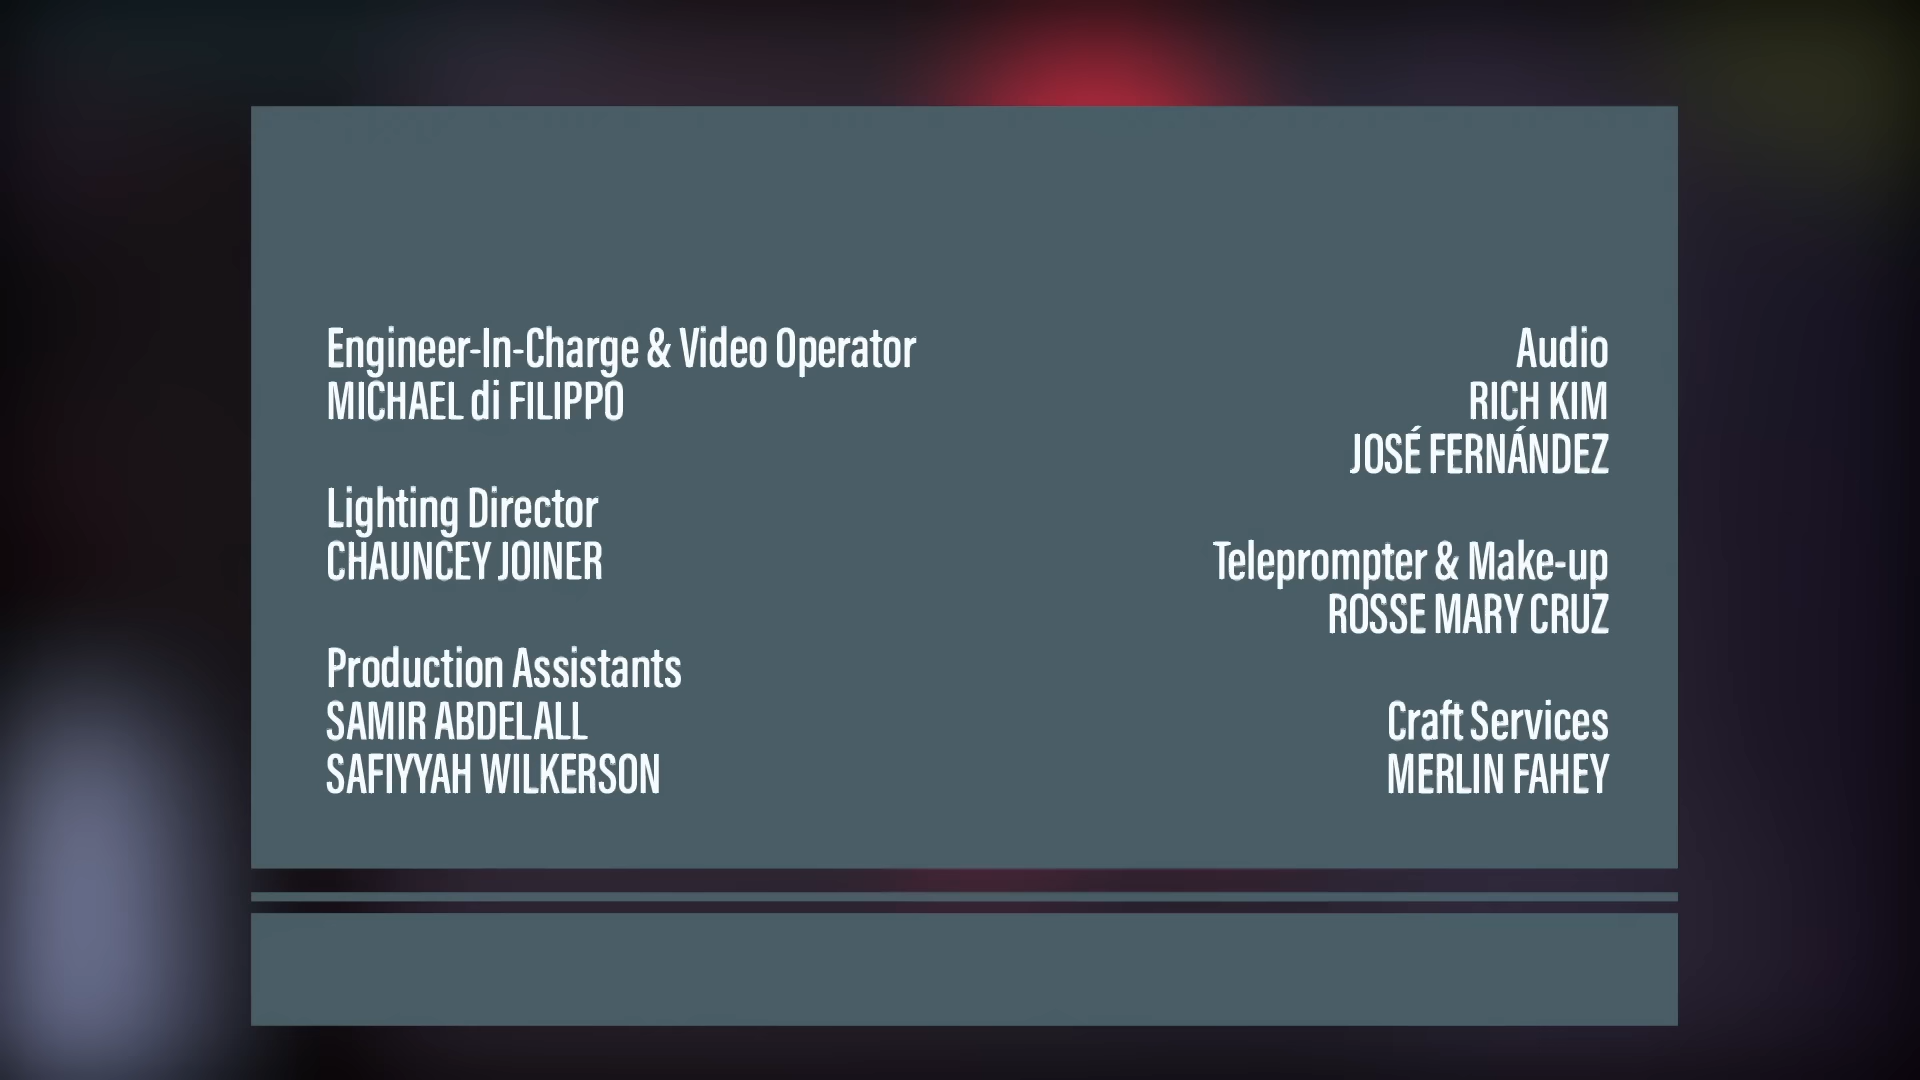 Engineer-In-Charge & Video Operator
MICHAEL di FILIPPO
Lighting Director
CHAUNCEY JOINER
Production Assistants
SAMIR ABDELALL
SAFIYYAH WILKERSON
Audio
RICH KIM
JOSÉ FERNÁNDEZ
Teleprompter & Make-up
ROSSE MARY CRUZ
Craft Services
MERLIN FAHEY